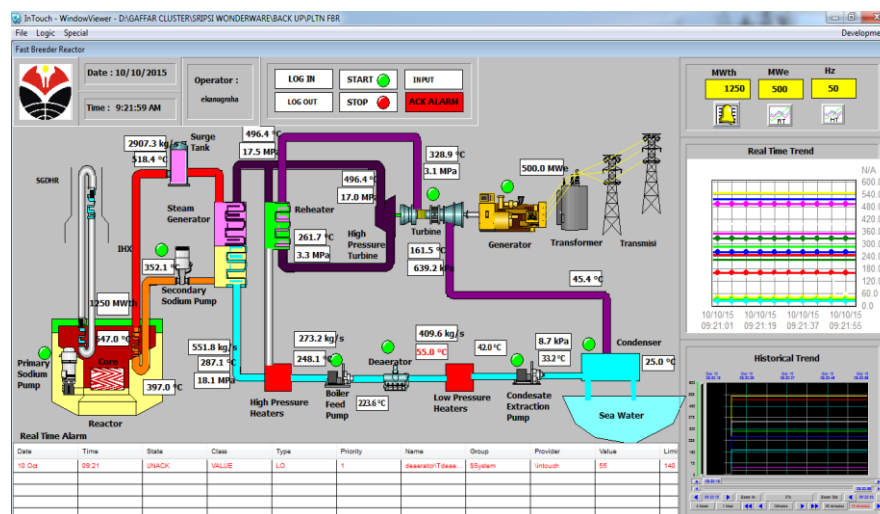 InTouch - WindowViewer - D:\GAFFAR CLUSTER\SRIPSI WONDERWARE\BACK UP\PLTN FBR
File Logic Special
Developme
Fast Breeder Reactor
Date : 10/10/2015
Time : 9:21:59 AM
Operator :
ekanugraha
LOG IN START INPUT
LOG OUT STOP ACK ALARM
MWth MWe Hz
1250 500 50
RT HT
Real Time Trend
N/A
600.0
540.0
480.0
420.0
360.0
300.0
240.0
180.0
120.0
60.0
0.0
10/10/15 10/10/15 10/10/15 10/10/15
09:21:01 09:21:19 09:21:37 09:21:55
Historical Trend
2907.3 kg/s
518.4 °C
Surge
Tank
496.4 °C
17.5 MPa
328.9 °C
3.1 MPa
496.4 °C
17.0 MPa
500.0 MWe
SGDHR
Steam
Generator
Reheater
High
Pressure
Turbine
Turbine
Generator
Transformer
Transmisi
IHX
261.7 °C
3.3 MPa
161.5 °C
639.2 kPa
352.1 °C
Secondary
Sodium Pump
45.4 °C
1250 MWth
547.0 °C
Core
Primary
Sodium
Pump
397.0 °C
Reactor
551.8 kg/s
287.1 °C
18.1 MPa
273.2 kg/s
248.1 °C
409.6 kg/s
55.0 °C
42.0 °C
8.7 kPa
33.2 °C
Condenser
25.0 °C
Deaerator
High Pressure
Heaters
Boiler
Feed
Pump
223.6 °C
Low Pressure
Heaters
Condesate
Extraction
Pump
Sea Water
Real Time Alarm
Date Time State Class Type Priority Name Group Provider Value Limi
10 Oct 09:21 UNACK VALUE LO 1 deaerator\Tdeae... $System \intouch 55 140